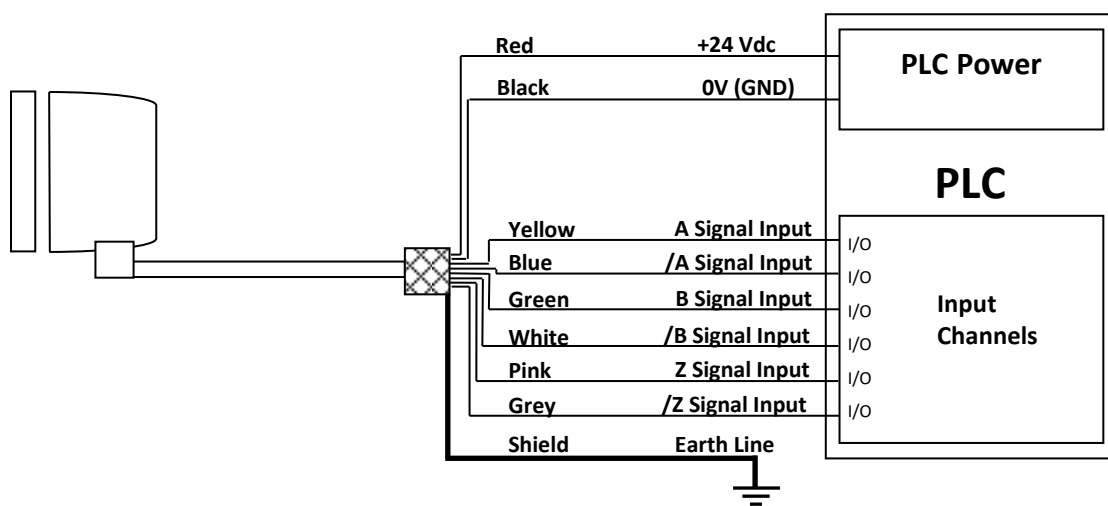 Red +24 Vdc
Black 0V (GND)
PLC Power
PLC
Yellow A Signal Input I/O
Blue /A Signal Input I/O
Green B Signal Input I/O
White /B Signal Input I/O
Pink Z Signal Input I/O
Grey /Z Signal Input I/O
Input
Channels
Shield Earth Line